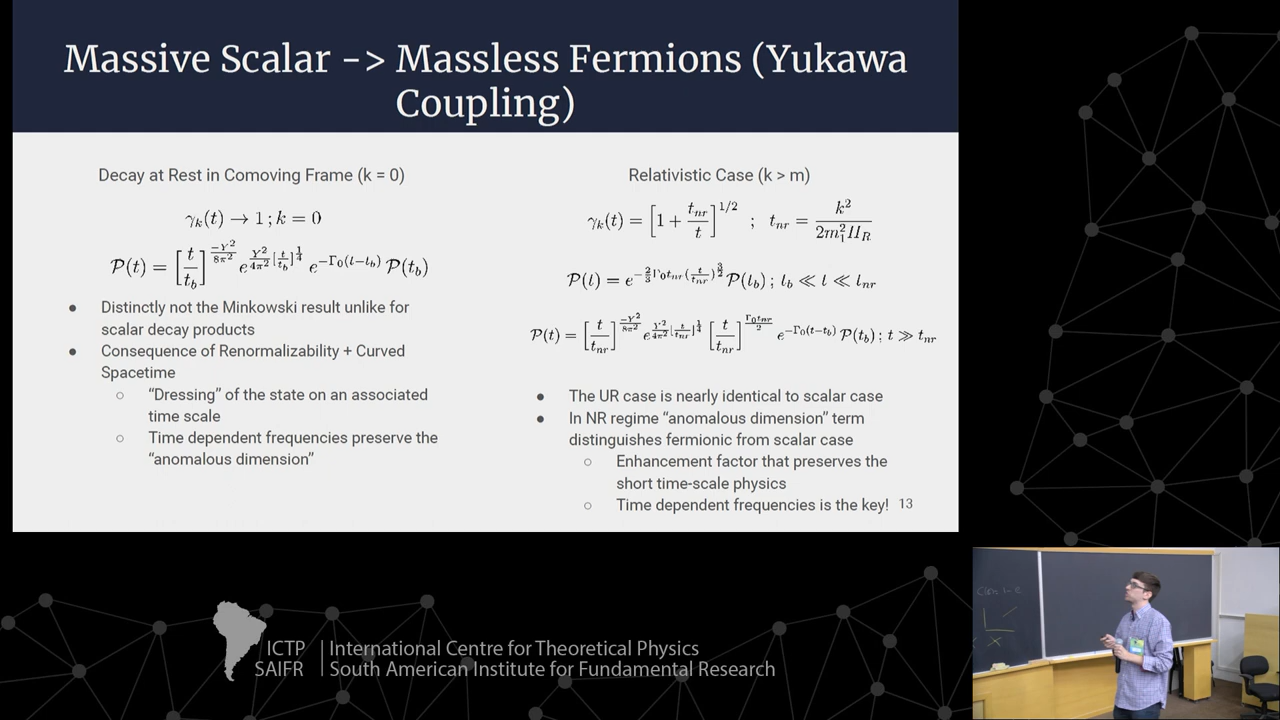 Massive Scalar -> Massless Fermions (Yukawa
Coupling)
Decay at Rest in Comoving Frame (k = 0)
γ_k(t) → 1 ; k = 0
P(t) = [t/t_b]^{-Y²/8π²} e^{Y²/4π² [t/t_b]^{1/4}} e^{-Γ₀(t-t_b)} P(t_b)
● Distinctly not the Minkowski result unlike for
scalar decay products
● Consequence of Renormalizability + Curved
Spacetime
○ “Dressing” of the state on an associated
time scale
○ Time dependent frequencies preserve the
“anomalous dimension”
Relativistic Case (k > m)
γ_k(t) = [1 + t_nr/t]^{1/2} ; t_nr = k²/2m₁²H_R
P(t) = e^{-2/3 Γ₀t_nr(t/t_nr)^{3/2}} P(t_b) ; t_b ≪ t ≪ t_nr
P(t) = [t/t_nr]^{-Y²/8π²} e^{Y²/4π² [t/t_nr]^{1/4}} [t/t_nr]^{Γ₀t_nr/2} e^{-Γ₀(t-t_b)} P(t_b) ; t ≫ t_nr
● The UR case is nearly identical to scalar case
● In NR regime “anomalous dimension” term
distinguishes fermionic from scalar case
○ Enhancement factor that preserves the
short time-scale physics
○ Time dependent frequencies is the key!
13
ICTP | International Centre for Theoretical Physics
SAIFR | South American Institute for Fundamental Research